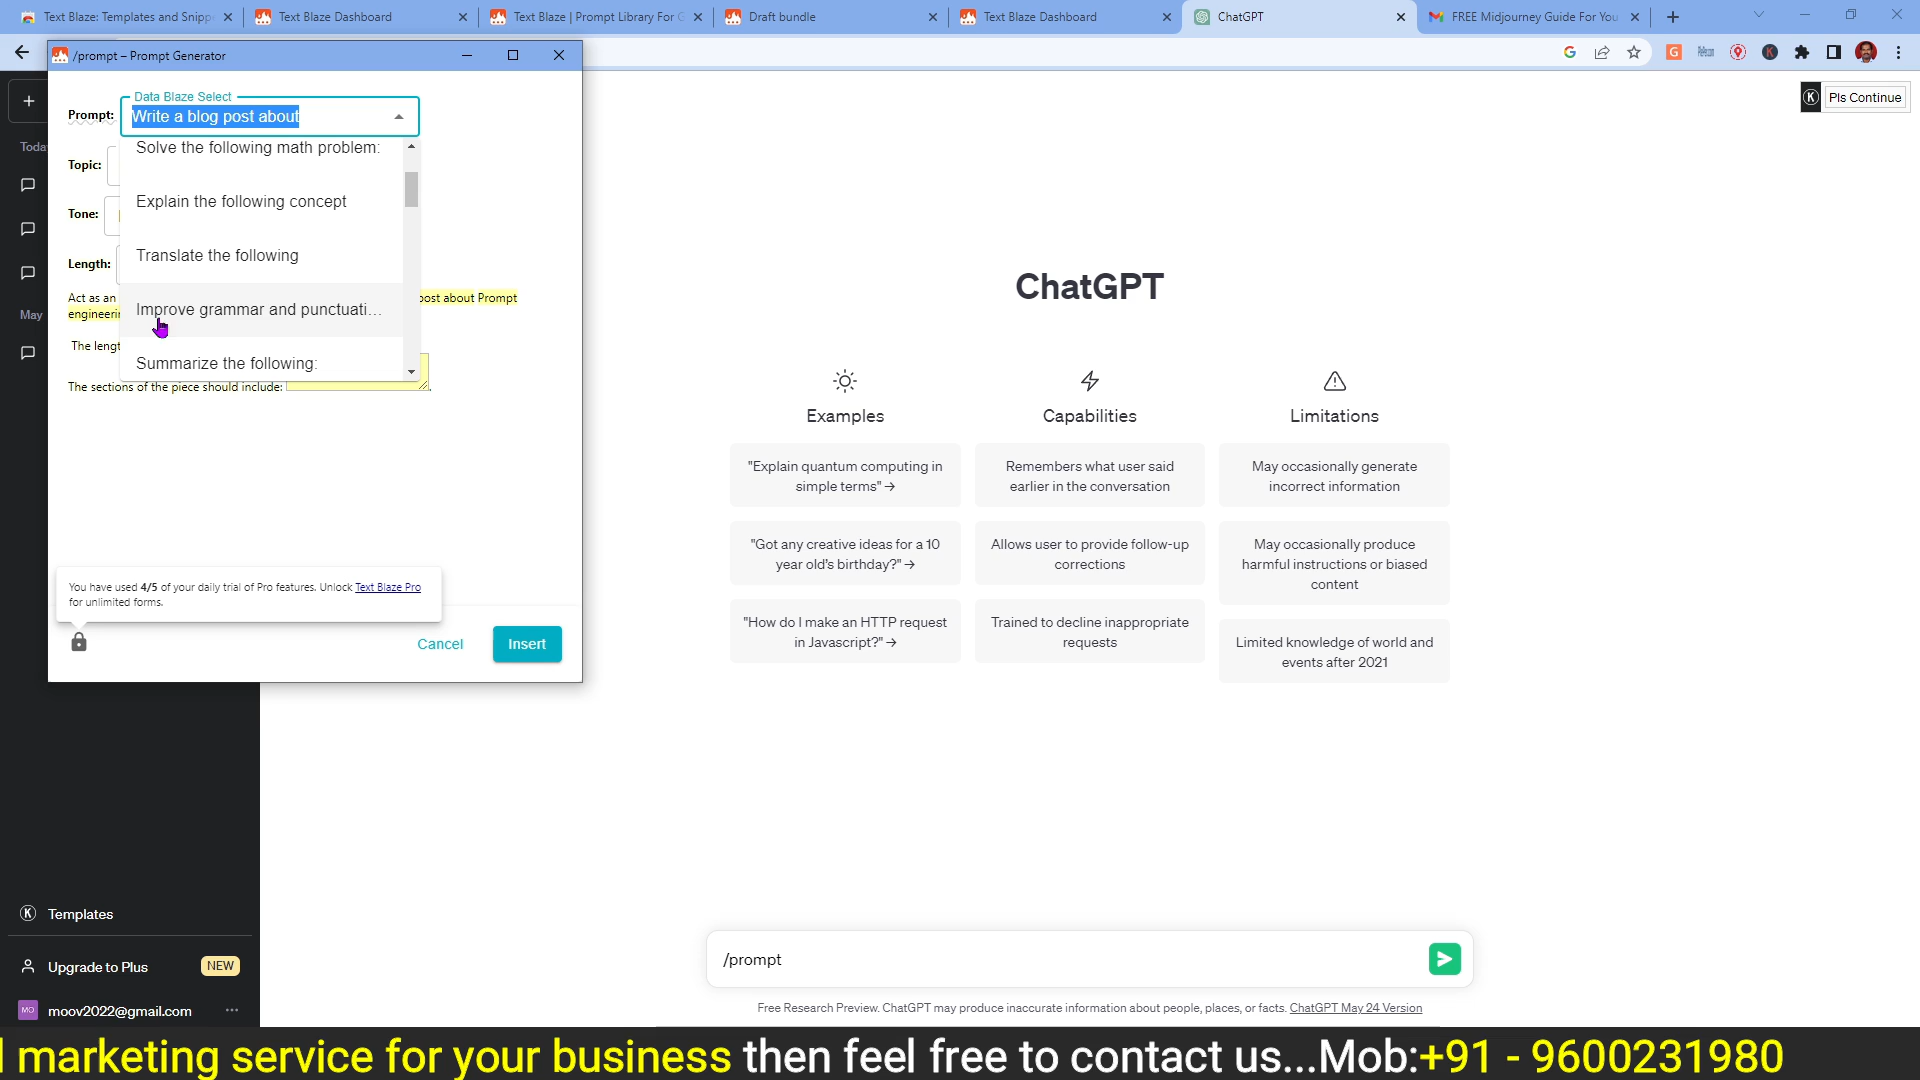 Text Blaze: Templates and Snipp
Text Blaze Dashboard
Text Blaze | Prompt Library For G
Draft bundle
Text Blaze Dashboard
ChatGPT
FREE Midjourney Guide For You
/prompt – Prompt Generator
G
K
K Pls Continue
Data Blaze Select
Prompt: Write a blog post about
Toda
Solve the following math problem:
Topic:
Explain the following concept
Tone:
Translate the following
Length:
Act as an
post about Prompt
May
engineerin
Improve grammar and punctuati...
The lengt
Summarize the following:
The sections of the piece should include:
You have used 4/5 of your daily trial of Pro features. Unlock Text Blaze Pro
for unlimited forms.
Cancel
Insert
ChatGPT
Examples
"Explain quantum computing in
simple terms" →
"Got any creative ideas for a 10
year old's birthday?" →
"How do I make an HTTP request
in Javascript?" →
Capabilities
Remembers what user said
earlier in the conversation
Allows user to provide follow-up
corrections
Trained to decline inappropriate
requests
Limitations
May occasionally generate
incorrect information
May occasionally produce
harmful instructions or biased
content
Limited knowledge of world and
events after 2021
K Templates
Upgrade to Plus NEW
MO moov2022@gmail.com ...
/prompt
Free Research Preview. ChatGPT may produce inaccurate information about people, places, or facts. ChatGPT May 24 Version
l marketing service for your business then feel free to contact us...Mob:+91 - 9600231980